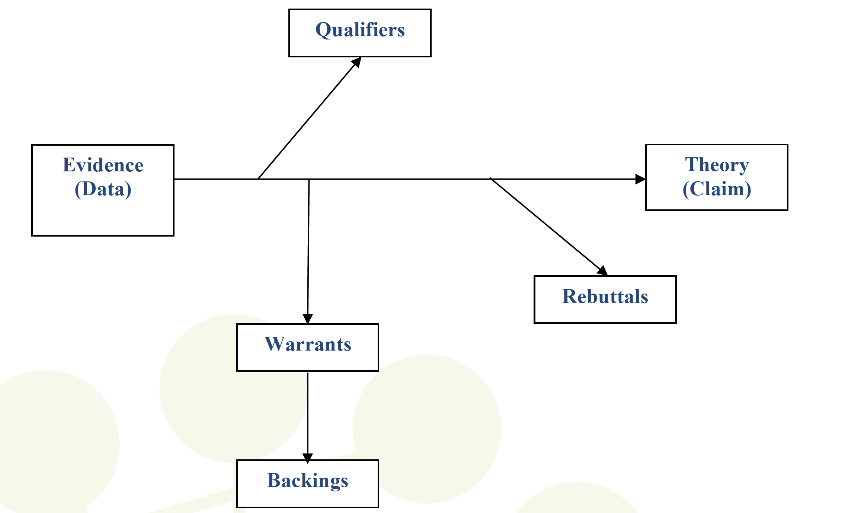 Qualifiers
Evidence
(Data)
Theory
(Claim)
Rebuttals
Warrants
Backings